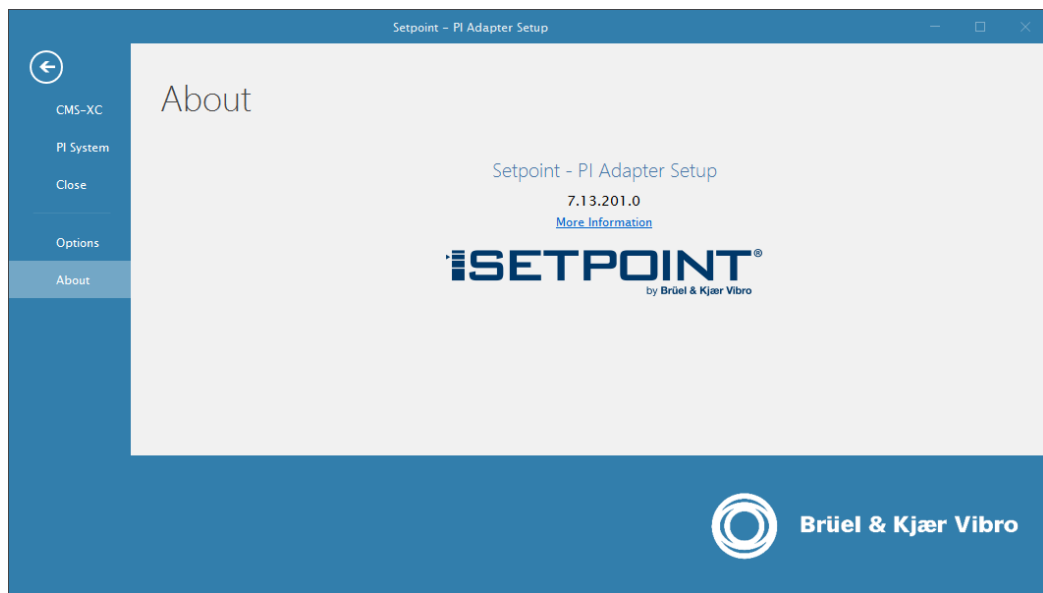 Setpoint – PI Adapter Setup
CMS-XC
PI System
Close
Options
About
About
Setpoint - PI Adapter Setup
7.13.201.0
More Information
SETPOINT®
by Brüel & Kjær Vibro
Brüel & Kjær Vibro